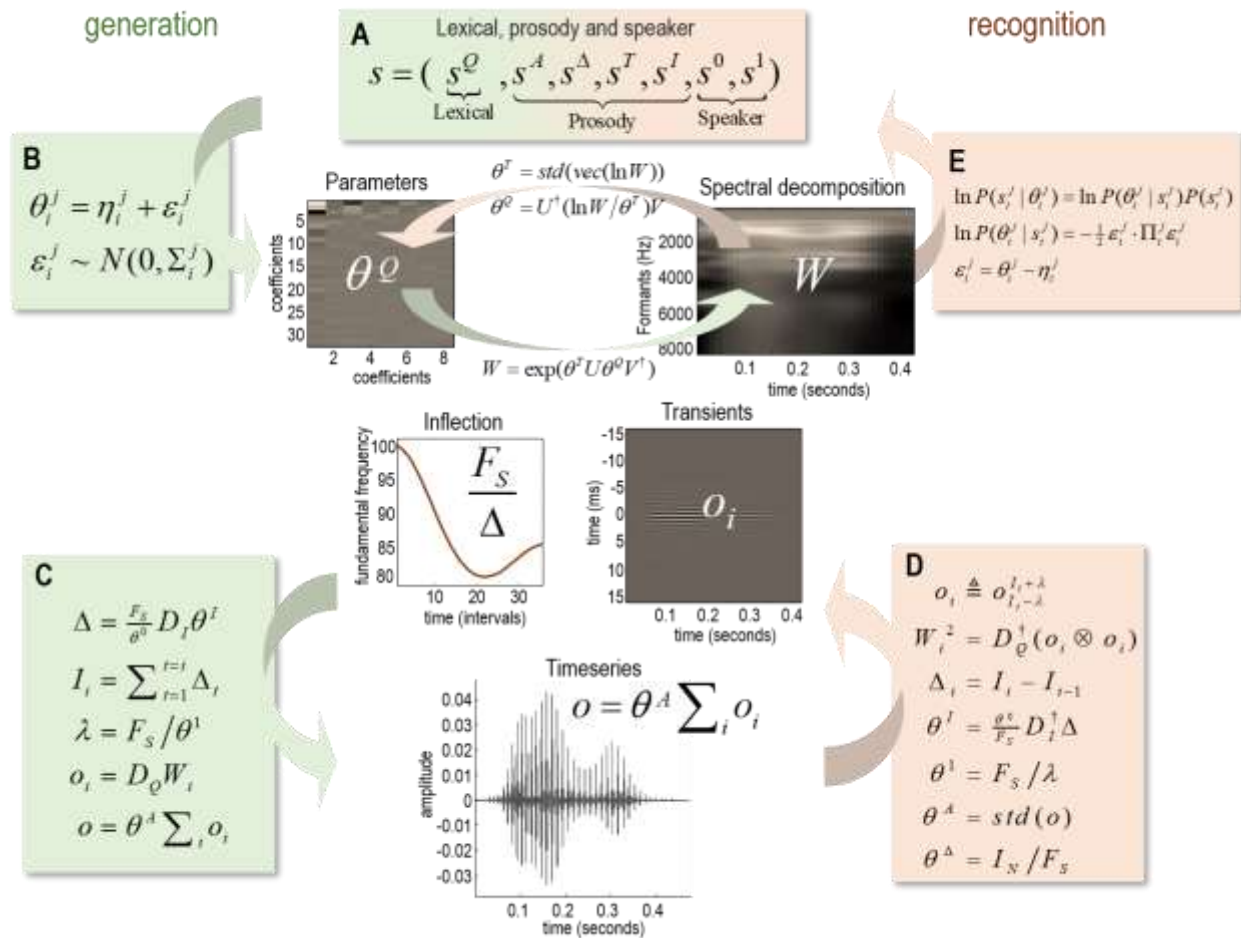 generation
recognition
A
Lexical, prosody and speaker
s = ( s^Q , s^A, s^Δ, s^T, s^I, s^0, s^1 )
Lexical
Prosody
Speaker
B
θ_i^j = η_i^j + ε_i^j
ε_i^j ~ N(0, Σ_i^j)
Parameters
5
10
15
20
25
30
coefficients
θ^Q
2 4 6 8
coefficients
θ^T = std(vec(ln W))
θ^Q = U^†(ln W / θ^T)V
W = exp(θ^T U θ^Q V^†)
Spectral decomposition
2000
4000
6000
8000
Formants (Hz)
W
0.1 0.2 0.3 0.4
time (seconds)
E
ln P(s_i^j | θ_i^j) = ln P(θ_i^j | s_i^j)P(s_i^j)
ln P(θ_i^j | s_i^j) = -½ ε_i^j · Π_i^j ε_i^j
ε_i^j = θ_i^j - η_i^j
Inflection
100
95
90
85
80
fundamental frequency
F_S / Δ
10 20 30
time (intervals)
Transients
-15
-10
-5
0
5
10
15
time (ms)
o_i
0.1 0.2 0.3 0.4
time (seconds)
C
Δ = F_S/θ^0 D_I θ^I
I_i = ∑_{t=1}^{t=i} Δ_t
λ = F_S / θ^1
o_i = D_Q W_i
o = θ^A ∑_i o_i
Timeseries
0.04
0.03
0.02
0.01
0
-0.01
-0.02
-0.03
amplitude
o = θ^A ∑_i o_i
0.1 0.2 0.3 0.4
time (seconds)
D
o_i ≜ o_{I_i-λ}^{I_i+λ}
W_i^2 = D_Q^†(o_i ⊗ o_i)
Δ_i = I_i - I_{i-1}
D_I^† Δ
θ^1 = F_S / λ
θ^A = std(o)
θ^Δ = I_N / F_S